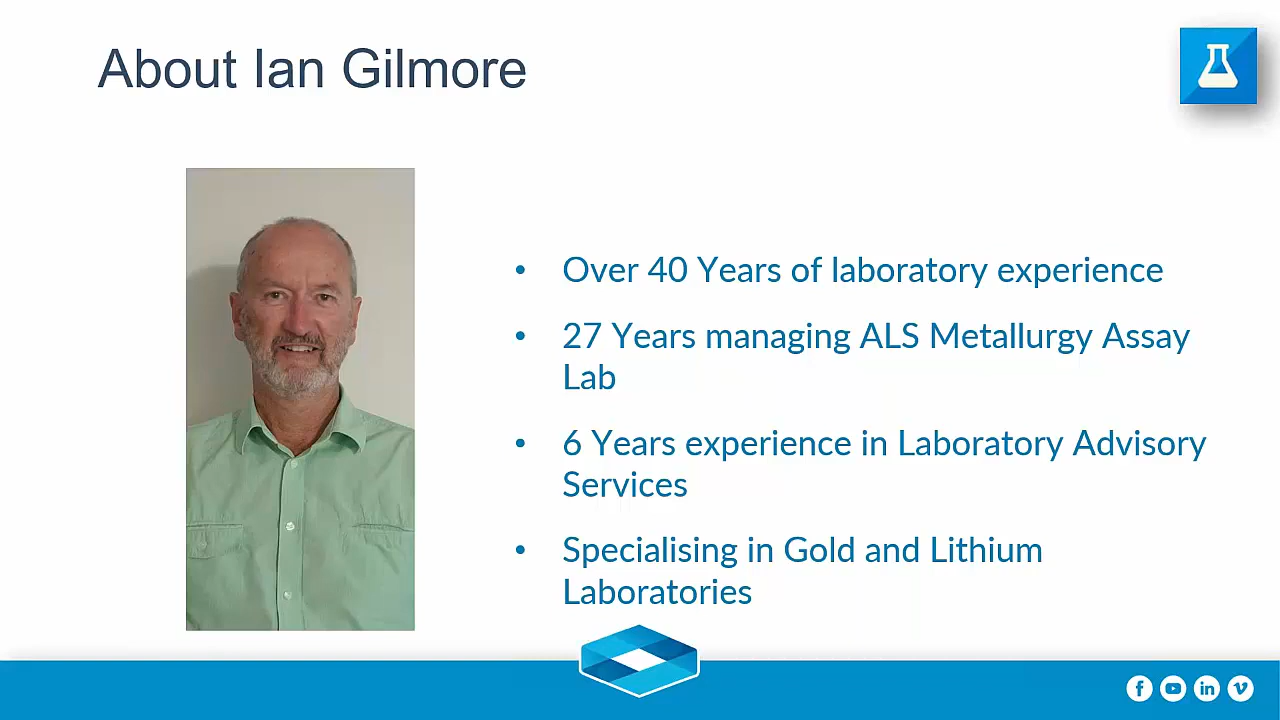 About Ian Gilmore
• Over 40 Years of laboratory experience
• 27 Years managing ALS Metallurgy Assay
Lab
• 6 Years experience in Laboratory Advisory
Services
• Specialising in Gold and Lithium
Laboratories